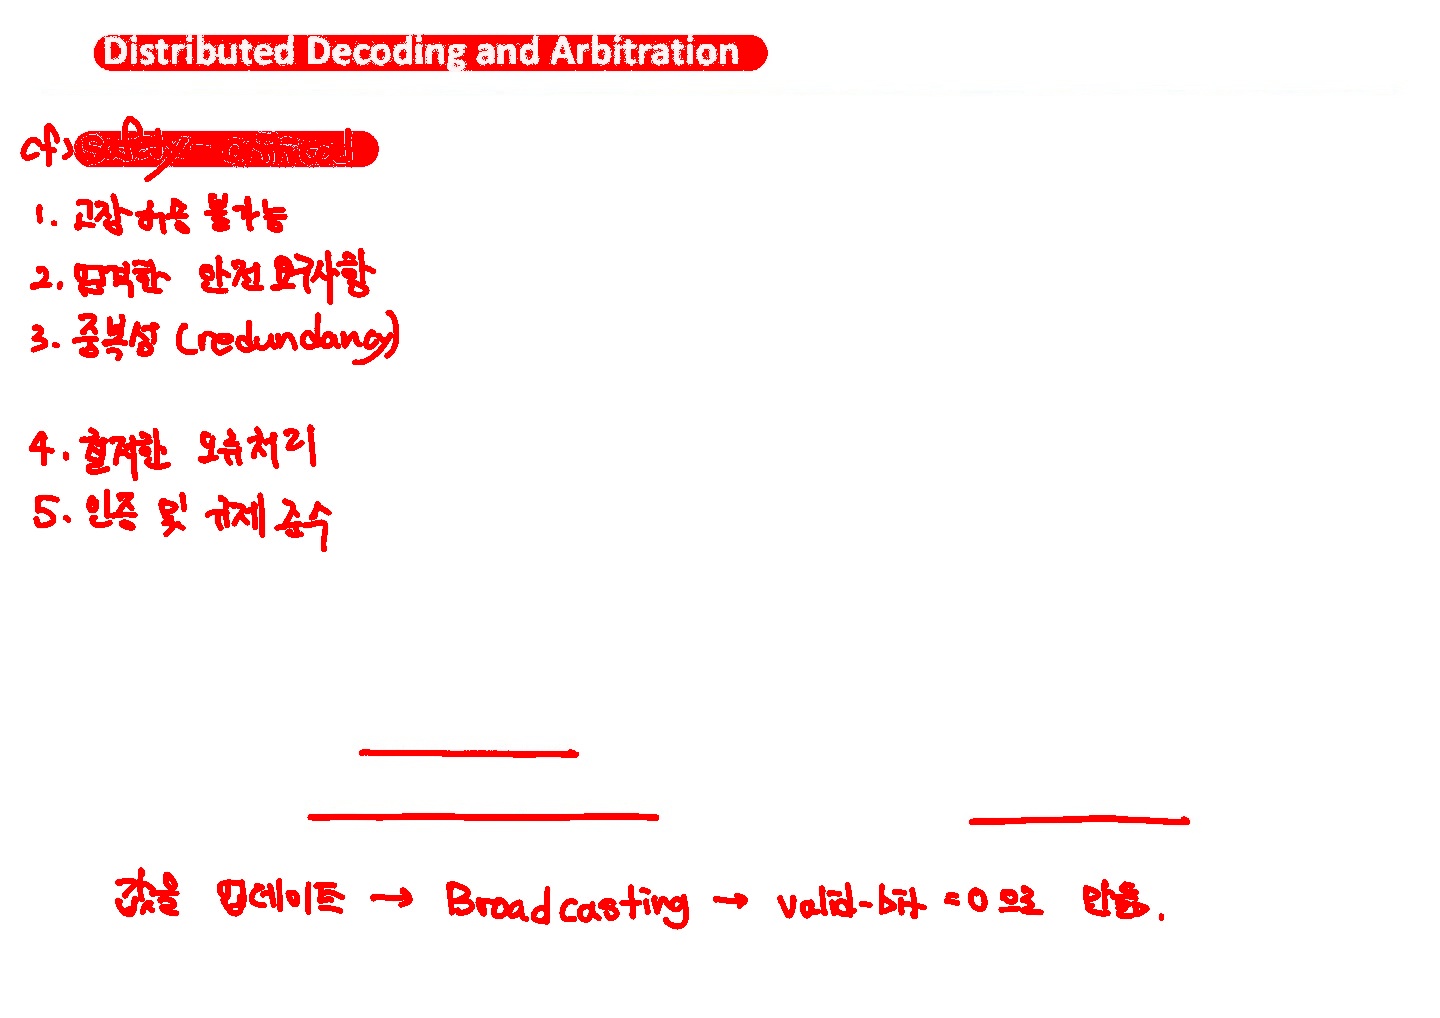 Distributed Decoding and Arbitration
cf) safety-critical
1. 고장 허용 불가능
2. 엄격한 안전 요구사항
3. 중복성 (redundancy)
4. 철저한 오류처리
5. 인증 및 규제 준수
값을 업데이트 → Broadcasting → valid-bit = 0으로 만듦.